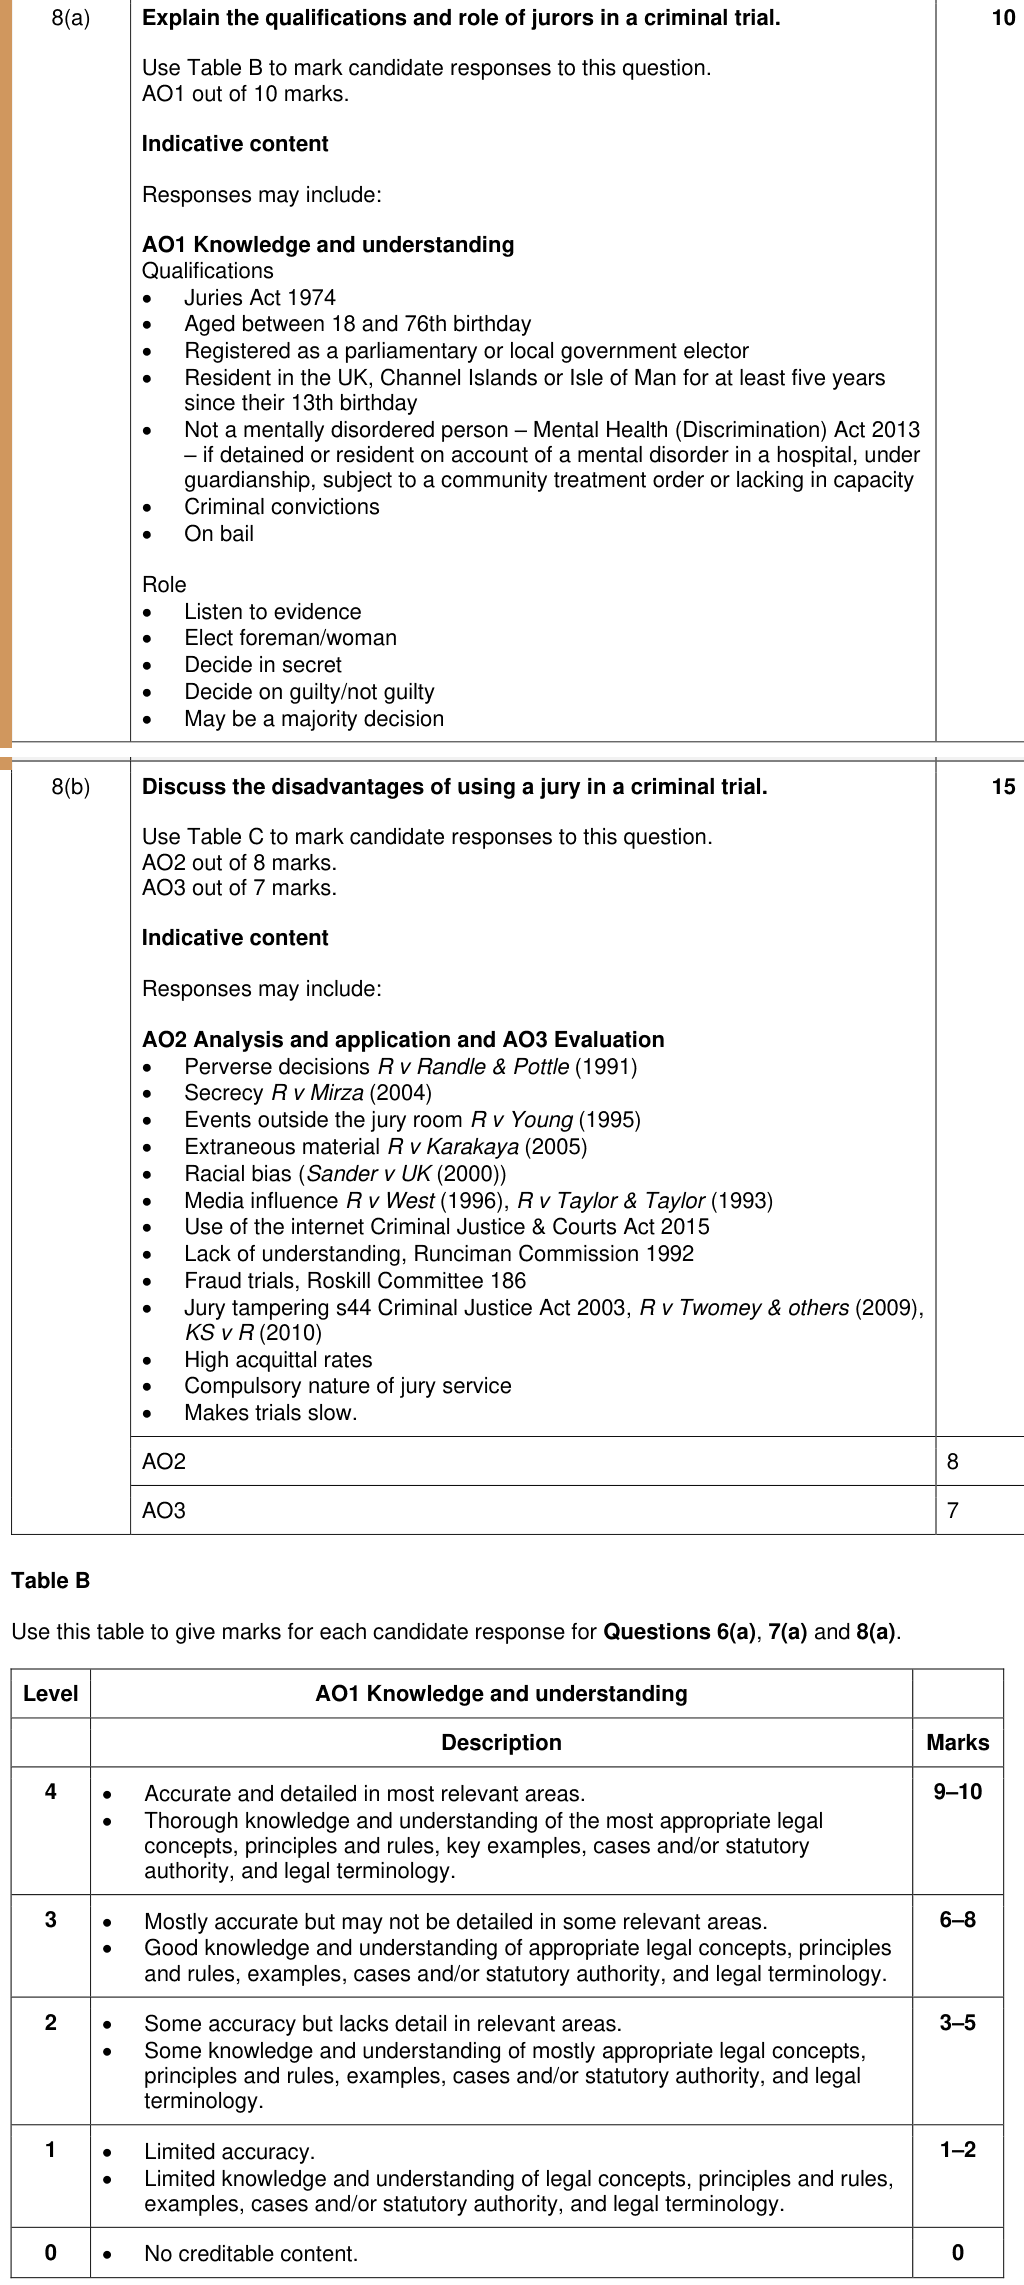 8(a) Explain the qualifications and role of jurors in a criminal trial. 10
Use Table B to mark candidate responses to this question.
AO1 out of 10 marks.
Indicative content
Responses may include:
AO1 Knowledge and understanding
Qualifications
• Juries Act 1974
• Aged between 18 and 76th birthday
• Registered as a parliamentary or local government elector
• Resident in the UK, Channel Islands or Isle of Man for at least five years
since their 13th birthday
• Not a mentally disordered person – Mental Health (Discrimination) Act 2013
– if detained or resident on account of a mental disorder in a hospital, under
guardianship, subject to a community treatment order or lacking in capacity
• Criminal convictions
• On bail
Role
• Listen to evidence
• Elect foreman/woman
• Decide in secret
• Decide on guilty/not guilty
• May be a majority decision
8(b) Discuss the disadvantages of using a jury in a criminal trial. 15
Use Table C to mark candidate responses to this question.
AO2 out of 8 marks.
AO3 out of 7 marks.
Indicative content
Responses may include:
AO2 Analysis and application and AO3 Evaluation
• Perverse decisions R v Randle & Pottle (1991)
• Secrecy R v Mirza (2004)
• Events outside the jury room R v Young (1995)
• Extraneous material R v Karakaya (2005)
• Racial bias (Sander v UK (2000))
• Media influence R v West (1996), R v Taylor & Taylor (1993)
• Use of the internet Criminal Justice & Courts Act 2015
• Lack of understanding, Runciman Commission 1992
• Fraud trials, Roskill Committee 186
• Jury tampering s44 Criminal Justice Act 2003, R v Twomey & others (2009),
KS v R (2010)
• High acquittal rates
• Compulsory nature of jury service
• Makes trials slow.
AO2 8
AO3 7
Table B
Use this table to give marks for each candidate response for Questions 6(a), 7(a) and 8(a).
Level AO1 Knowledge and understanding
Description Marks
4 • Accurate and detailed in most relevant areas. 9–10
• Thorough knowledge and understanding of the most appropriate legal
concepts, principles and rules, key examples, cases and/or statutory
authority, and legal terminology.
3 • Mostly accurate but may not be detailed in some relevant areas. 6–8
• Good knowledge and understanding of appropriate legal concepts, principles
and rules, examples, cases and/or statutory authority, and legal terminology.
2 • Some accuracy but lacks detail in relevant areas. 3–5
• Some knowledge and understanding of mostly appropriate legal concepts,
principles and rules, examples, cases and/or statutory authority, and legal
terminology.
1 • Limited accuracy. 1–2
• Limited knowledge and understanding of legal concepts, principles and rules,
examples, cases and/or statutory authority, and legal terminology.
0 • No creditable content. 0